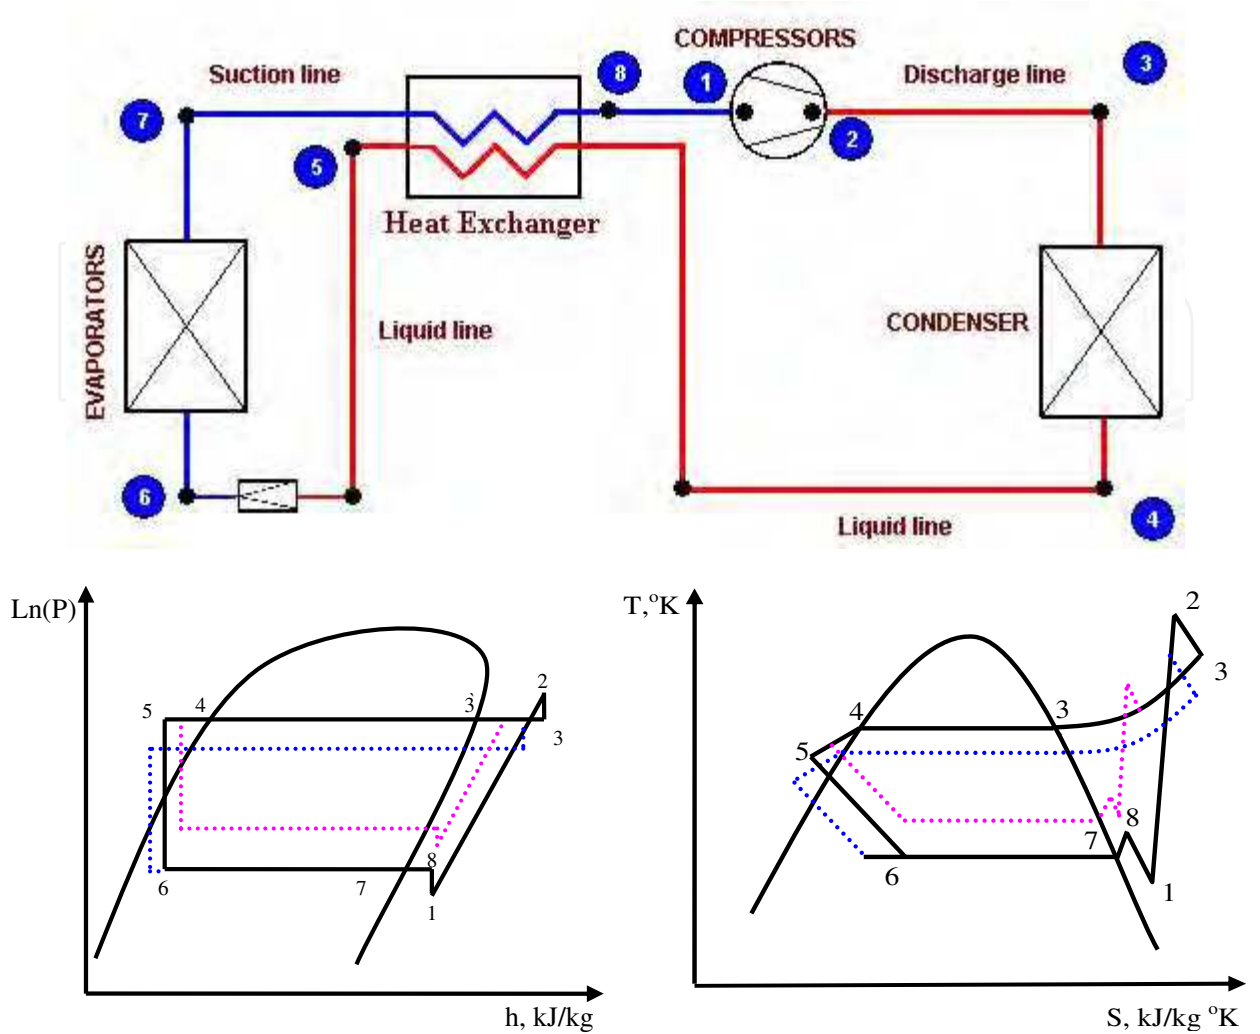 COMPRESSORS
Suction line
8
1
Discharge line
3
7
5
2
Heat Exchanger
EVAPORATORS
Liquid line
CONDENSER
6
Liquid line
4
Ln(P)
5
4
3
2
3
8
6
7
1
h, kJ/kg
T,°K
2
4
3
3
5
8
7
6
1
S, kJ/kg °K